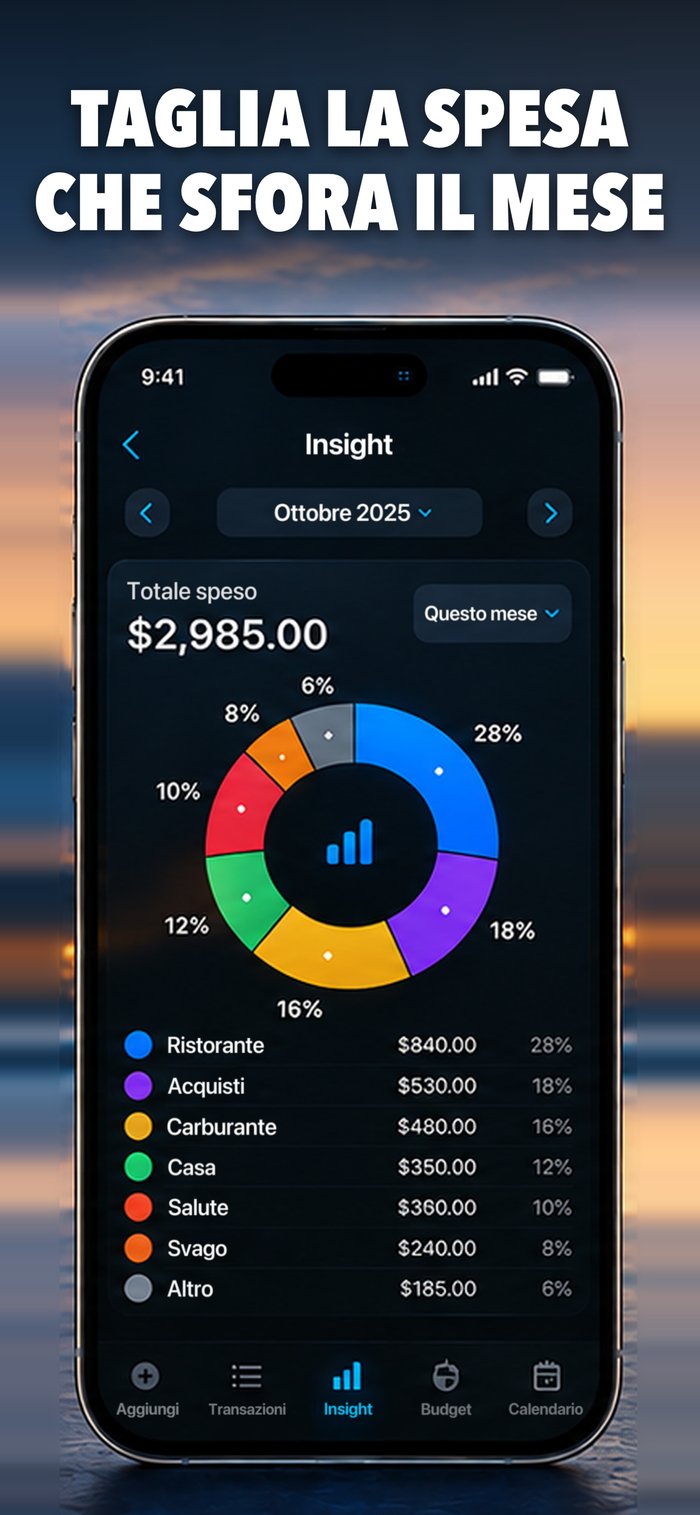 TAGLIA LA SPESA
CHE SFORA IL MESE
9:41
Insight
Ottobre 2025
Totale speso
$2,985.00
Questo mese
6%
8%
28%
10%
12%
18%
16%
Ristorante $840.00 28%
Acquisti $530.00 18%
Carburante $480.00 16%
Casa $350.00 12%
Salute $360.00 10%
Svago $240.00 8%
Altro $185.00 6%
Aggiungi Transazioni Insight Budget Calendario